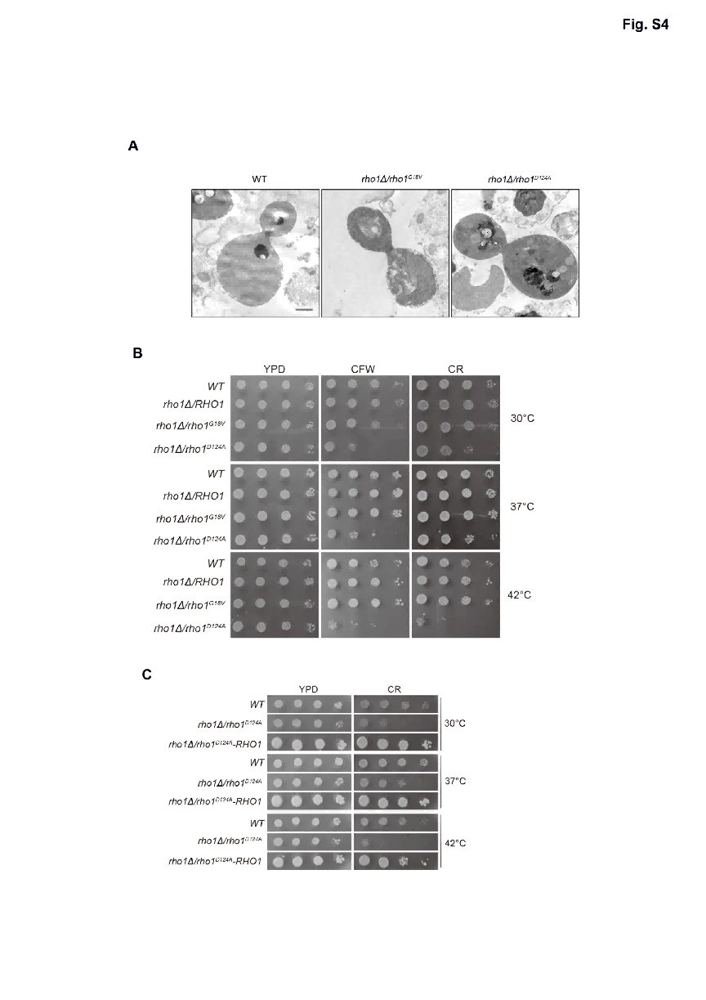 Fig. S4
A
WT rho1Δ/rho1G18V rho1Δ/rho1D124A
B
YPD CFW CR
WT
rho1Δ/RHO1
rho1Δ/rho1G18V
rho1Δ/rho1D124A
30°C
WT
rho1Δ/RHO1
rho1Δ/rho1G18V
rho1Δ/rho1D124A
37°C
WT
rho1Δ/RHO1
rho1Δ/rho1G18V
rho1Δ/rho1D124A
42°C
C
YPD CR
WT
rho1Δ/rho1D124A
rho1Δ/rho1D124A-RHO1
30°C
WT
rho1Δ/rho1D124A
rho1Δ/rho1D124A-RHO1
37°C
WT
rho1Δ/rho1D124A
rho1Δ/rho1D124A-RHO1
42°C